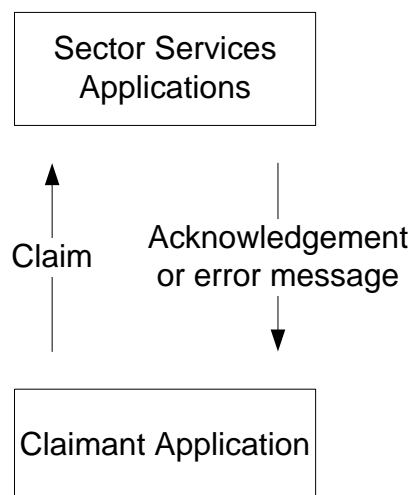 Sector Services
Applications
Claim
Acknowledgement
or error message
Claimant Application